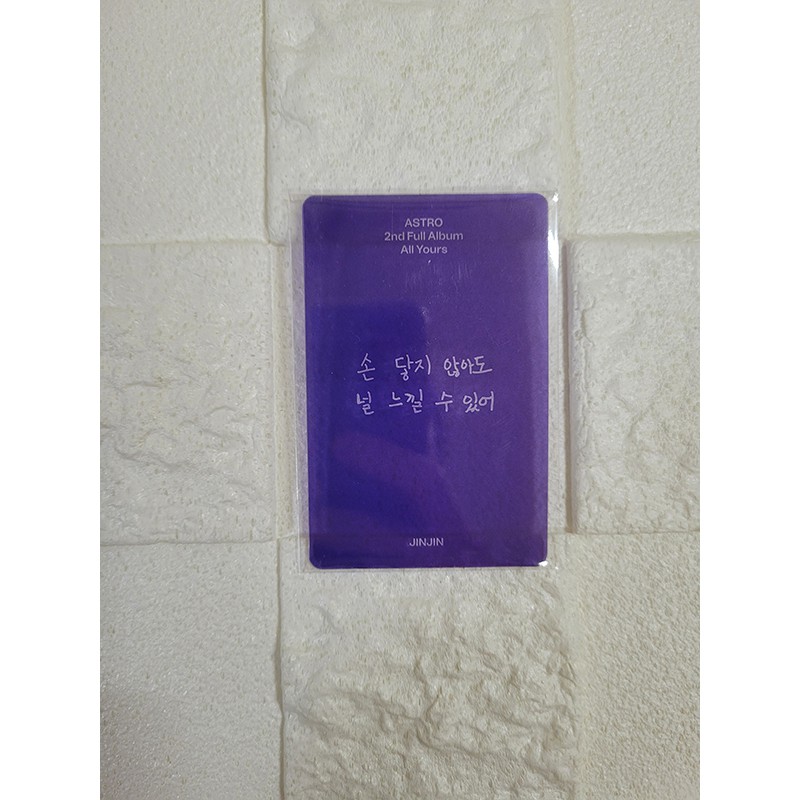 ASTRO
2nd Full Album
All Yours
손 닿지 않아도
널 느낄 수 있어
JINJIN